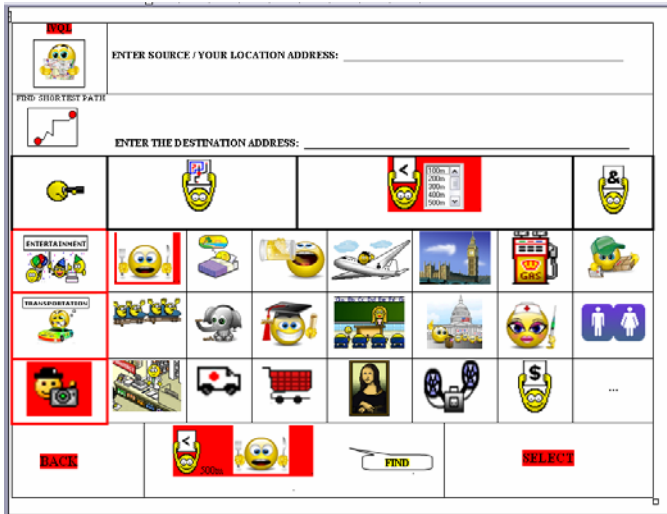 IVQL
ENTER SOURCE / YOUR LOCATION ADDRESS:
FIND SHORTEST PATH
ENTER THE DESTINATION ADDRESS:
<
100m
200m
300m
400m
500m
&
ENTERTAINMENT
GAS
TRANSPORTATION
$
...
BACK
<
500m
FIND
SELECT